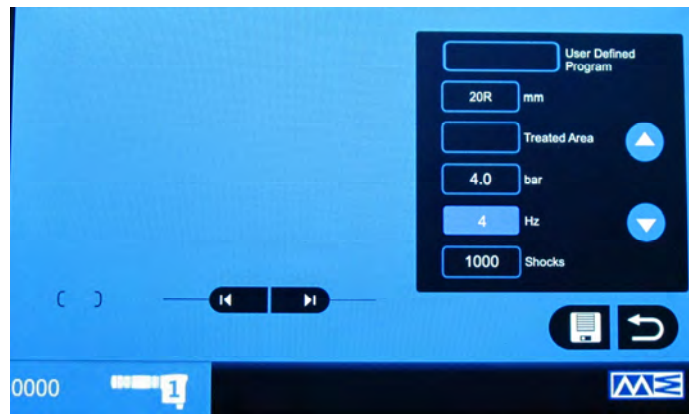 User Defined
Program
20R mm
Treated Area
4.0 bar
4 Hz
1000 Shocks
0000
1